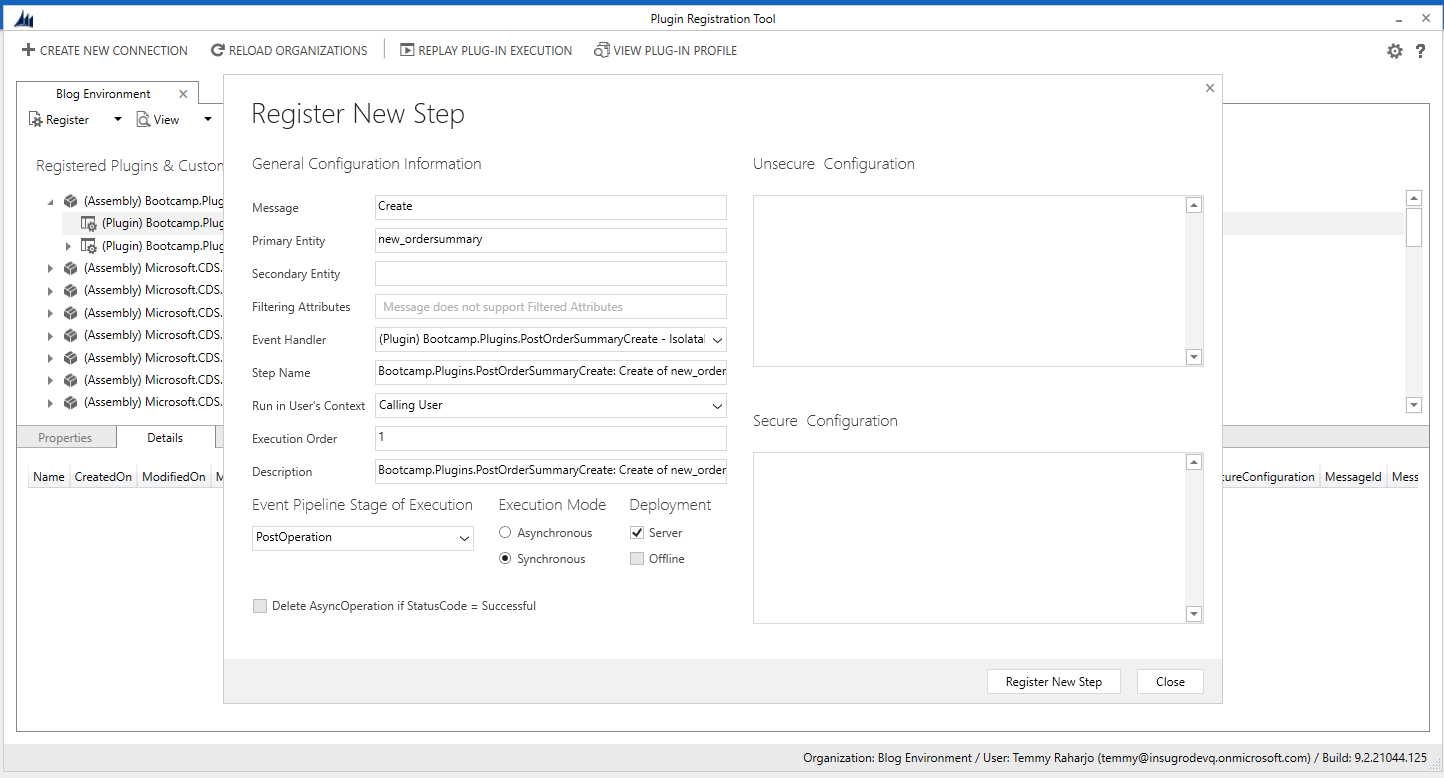 Plugin Registration Tool
CREATE NEW CONNECTION
RELOAD ORGANIZATIONS
REPLAY PLUG-IN EXECUTION
VIEW PLUG-IN PROFILE
?
Blog Environment
Register
View
Registered Plugins & Custon
(Assembly) Bootcamp.Plug
(Plugin) Bootcamp.Plug
(Plugin) Bootcamp.Plug
(Assembly) Microsoft.CDS.
(Assembly) Microsoft.CDS.
(Assembly) Microsoft.CDS.
(Assembly) Microsoft.CDS.
(Assembly) Microsoft.CDS.
(Assembly) Microsoft.CDS.
(Assembly) Microsoft.CDS.
Properties
Details
Name CreatedOn ModifiedOn M
Register New Step
General Configuration Information
Message Create
Primary Entity new_ordersummary
Secondary Entity
Filtering Attributes Message does not support Filtered Attributes
Event Handler (Plugin) Bootcamp.Plugins.PostOrderSummaryCreate - Isolatal
Step Name Bootcamp.Plugins.PostOrderSummaryCreate: Create of new_order
Run in User's Context Calling User
Execution Order 1
Description Bootcamp.Plugins.PostOrderSummaryCreate: Create of new_order
Event Pipeline Stage of Execution
PostOperation
Execution Mode
Asynchronous
Synchronous
Deployment
Server
Offline
Delete AsyncOperation if StatusCode = Successful
Unsecure Configuration
Secure Configuration
Register New Step
Close
ureConfiguration MessageId Mess
Organization: Blog Environment / User: Temmy Raharjo (temmy@insugrodevq.onmicrosoft.com) / Build: 9.2.21044.125